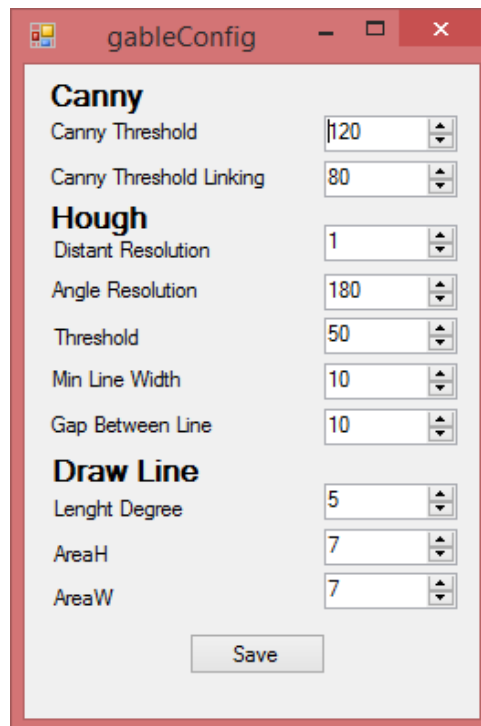 gableConfig
Canny
Canny Threshold 120
Canny Threshold Linking 80
Hough
Distant Resolution 1
Angle Resolution 180
Threshold 50
Min Line Width 10
Gap Between Line 10
Draw Line
Lenght Degree 5
AreaH 7
AreaW 7
Save